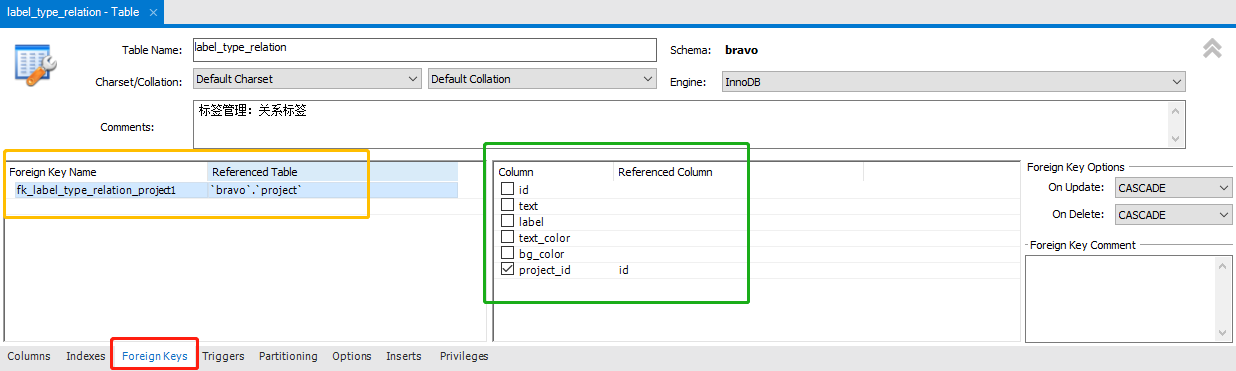 label_type_relation - Table ×
Table Name: label_type_relation Schema: bravo
Charset/Collation: Default Charset Default Collation Engine: InnoDB
Comments: 标签管理：关系标签
Foreign Key Name Referenced Table
fk_label_type_relation_project1 `bravo`.`project`
Column Referenced Column
id
text
label
text_color
bg_color
project_id id
Foreign Key Options
On Update: CASCADE
On Delete: CASCADE
Foreign Key Comment
Columns Indexes Foreign Keys Triggers Partitioning Options Inserts Privileges